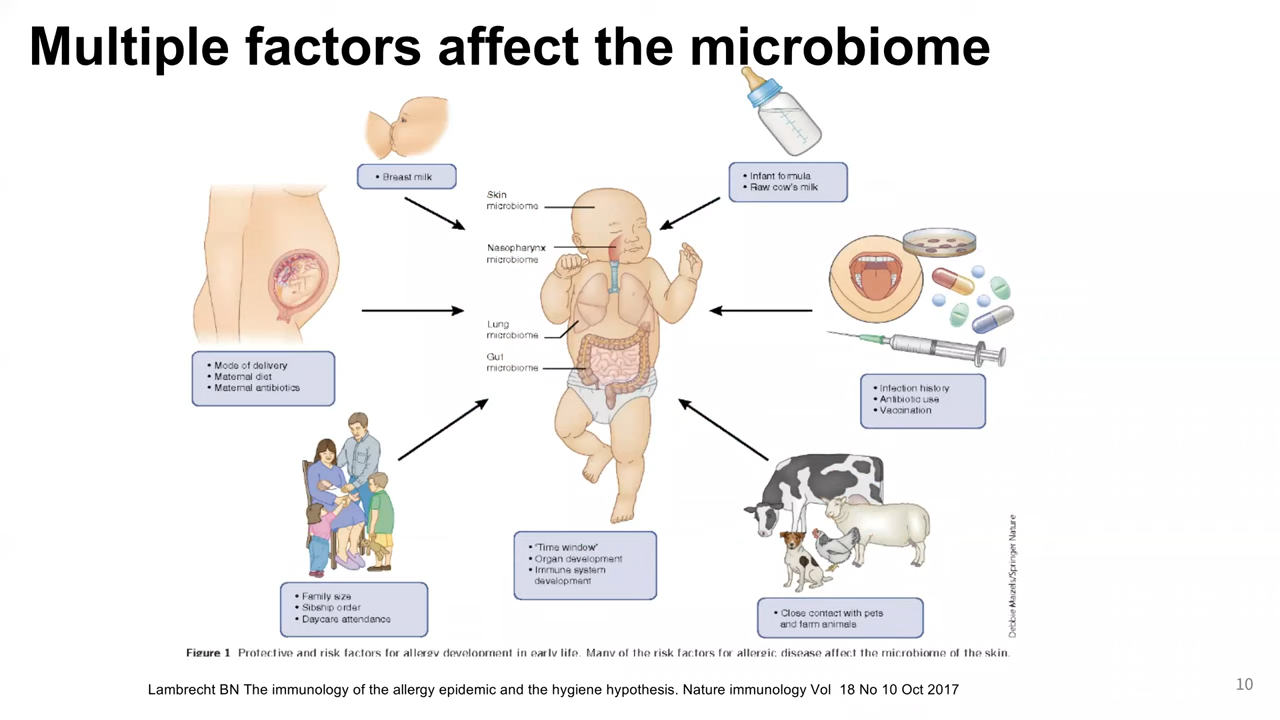 Multiple factors affect the microbiome
• Breast milk
• Infant formula
• Raw cow's milk
Skin
microbiome
Nasopharynx
microbiome
Lung
microbiome
Gut
microbiome
• Mode of delivery
• Maternal diet
• Maternal antibiotics
• Infection history
• Antibiotic use
• Vaccination
• Family size
• Sibship order
• Daycare attendance
• 'Time window'
• Organ development
• Immune system
development
• Close contact with pets
and farm animals
Debbie Maizels/Springer Nature
Figure 1 Protective and risk factors for allergy development in early life. Many of the risk factors for allergic disease affect the microbiome of the skin.
Lambrecht BN The immunology of the allergy epidemic and the hygiene hypothesis. Nature immunology Vol 18 No 10 Oct 2017
10